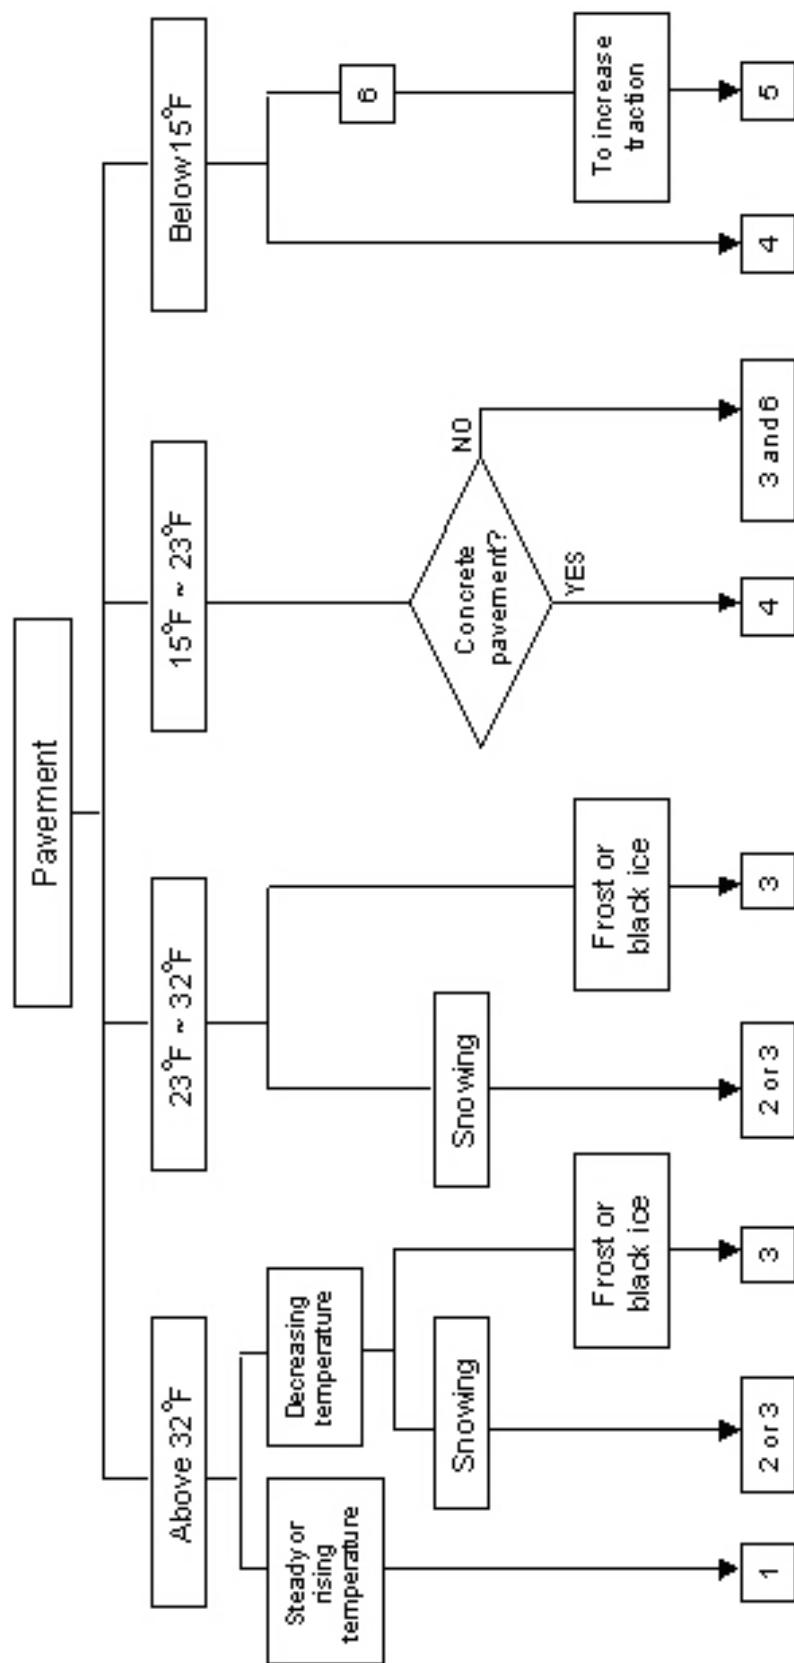 Pavement
Above 32°F
23°F ~ 32°F
15°F ~ 23°F
Below 15°F
Steady or
rising
temperature
Decreasing
temperature
6
Snowing
Snowing
Concrete
pavement?
NO
YES
Frost or
black ice
Frost or
black ice
To increase
traction
1
2 or 3
3
2 or 3
3
4
3 and 6
4
5